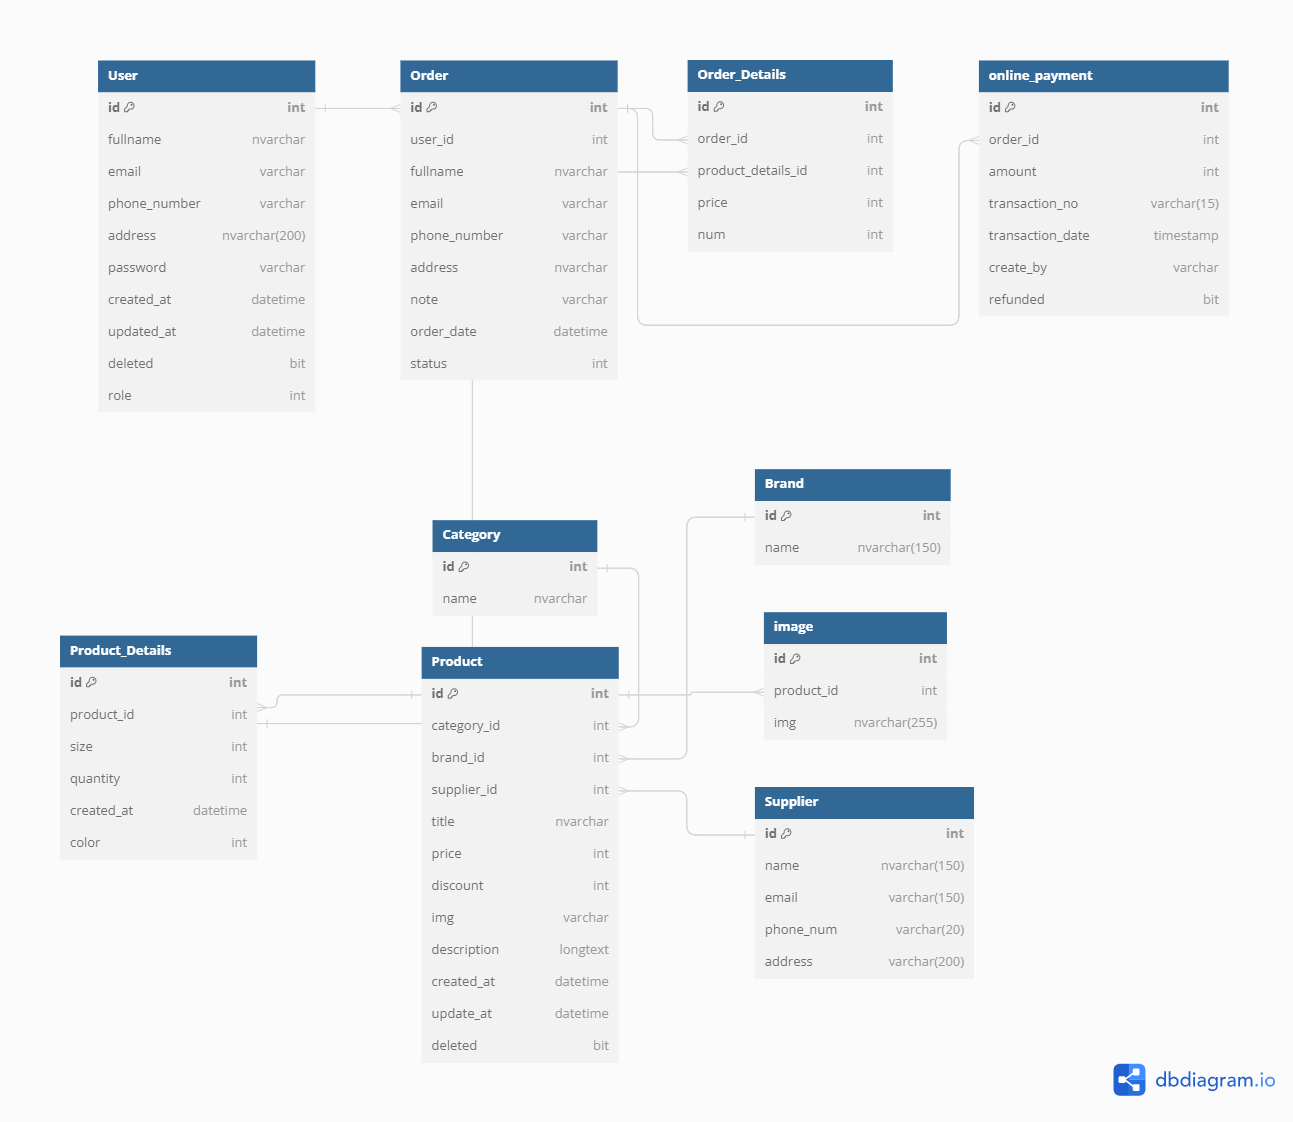 User
id int
fullname nvarchar
email varchar
phone_number varchar
address nvarchar(200)
password varchar
created_at datetime
updated_at datetime
deleted bit
role int
Order
id int
user_id int
fullname nvarchar
email varchar
phone_number varchar
address nvarchar
note varchar
order_date datetime
status int
Order_Details
id int
order_id int
product_details_id int
price int
num int
online_payment
id int
order_id int
amount int
transaction_no varchar(15)
transaction_date timestamp
create_by varchar
refunded bit
Category
id int
name nvarchar
Brand
id int
name nvarchar(150)
image
id int
product_id int
img nvarchar(255)
Product_Details
id int
product_id int
size int
quantity int
created_at datetime
color int
Product
id int
category_id int
brand_id int
supplier_id int
title nvarchar
price int
discount int
img varchar
description longtext
created_at datetime
update_at datetime
deleted bit
Supplier
id int
name nvarchar(150)
email varchar(150)
phone_num varchar(20)
address varchar(200)
dbdiagram.io